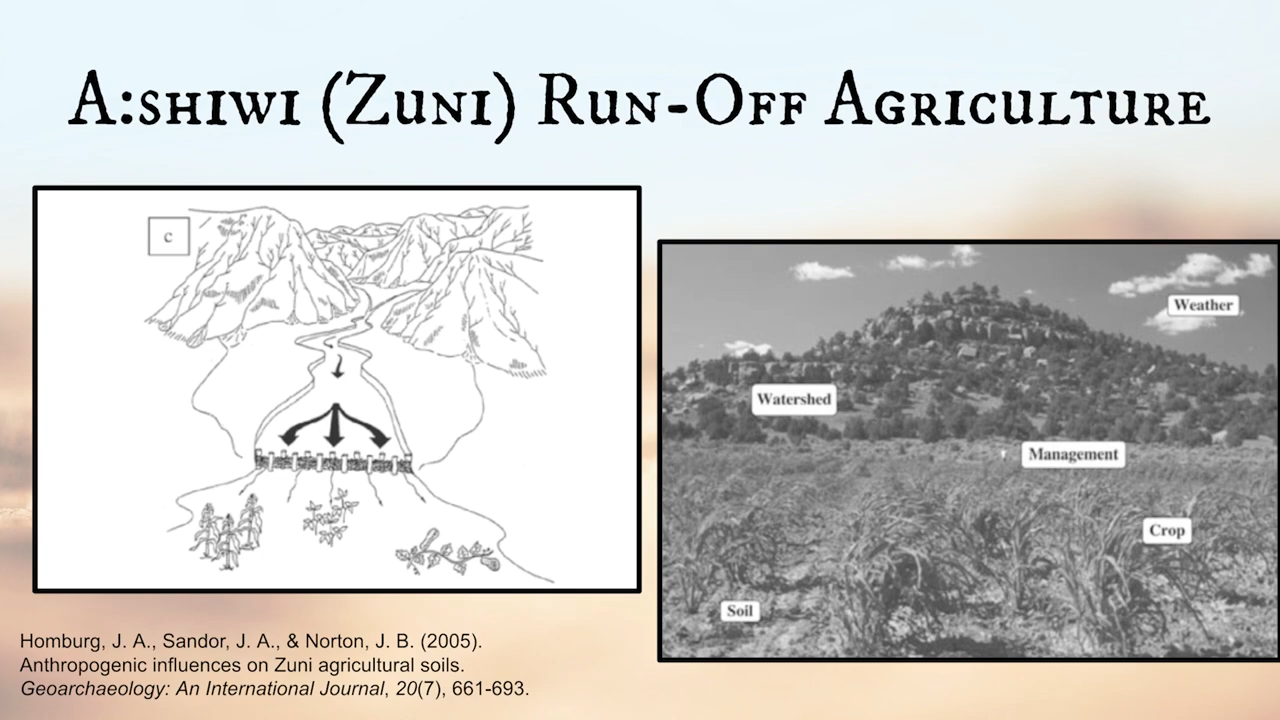 A:shiwi (Zuni) Run-Off Agriculture
c
Weather
Watershed
Management
Crop
Soil
Homburg, J. A., Sandor, J. A., & Norton, J. B. (2005).
Anthropogenic influences on Zuni agricultural soils.
Geoarchaeology: An International Journal, 20(7), 661-693.